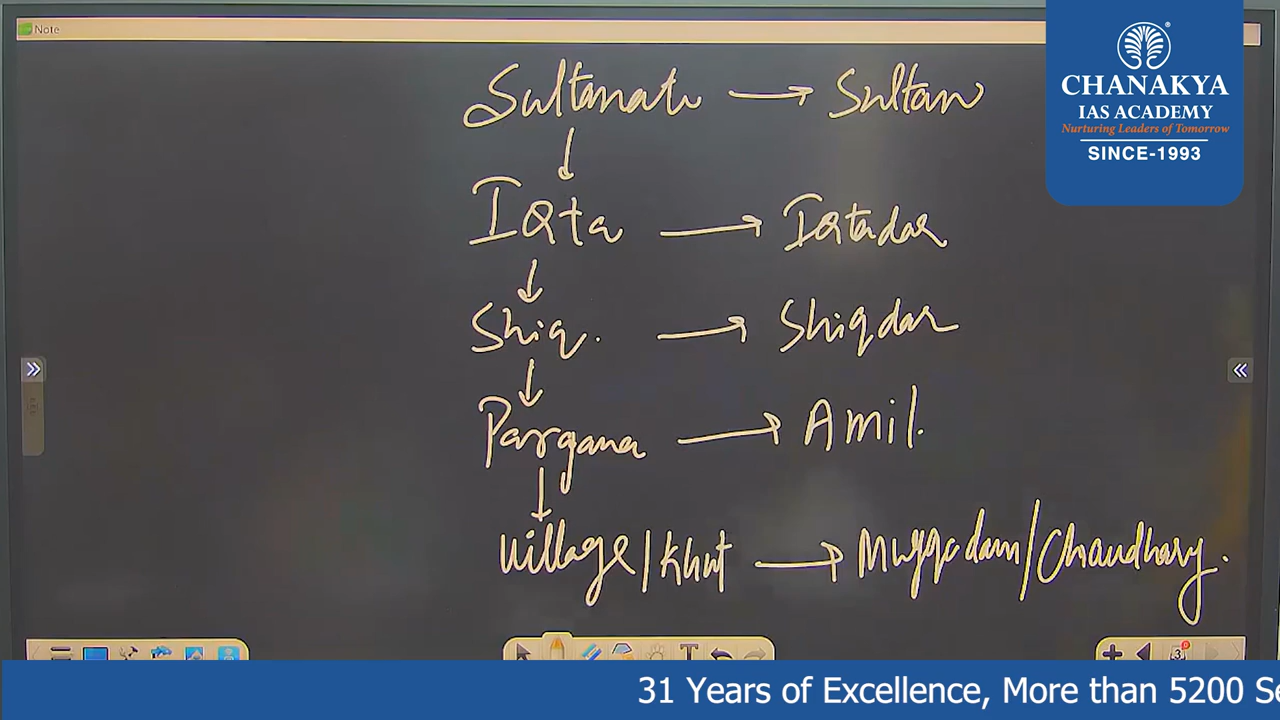 Note
CHANAKYA
IAS ACADEMY
Nurturing Leaders of Tomorrow
SINCE-1993
Sultanate → Sultan
↓
IQta → Iqtadar
↓
Shiq. → Shiqdar
↓
Pargana → Amil.
↓
Village/Khut → Muqqadam/Chaudhary.
31 Years of Excellence, More than 5200 Se